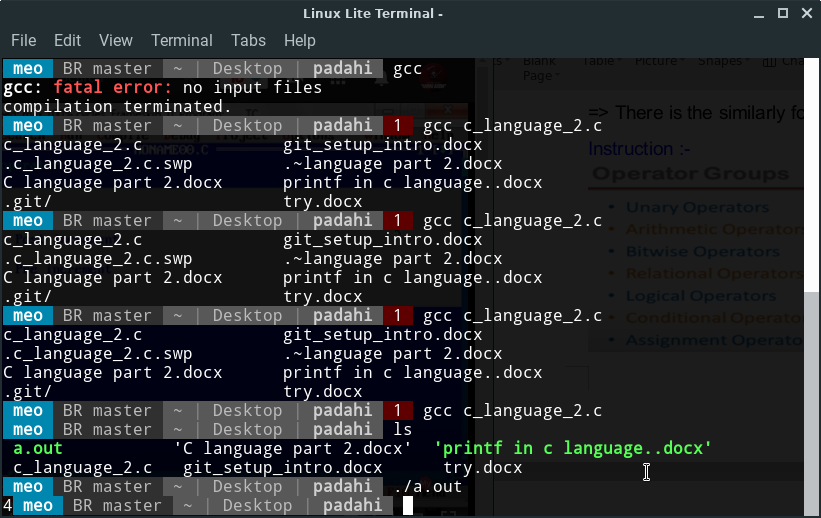 Linux Lite Terminal -
File Edit View Terminal Tabs Help
meo BR master ~ | Desktop | padahi gcc
gcc: fatal error: no input files
compilation terminated.
meo BR master ~ | Desktop | padahi 1 gcc c_language_2.c
c_language_2.c git_setup_intro.docx
.c_language_2.c.swp .~language part 2.docx
C language part 2.docx printf in c language..docx
.git/ try.docx
meo BR master ~ | Desktop | padahi 1 gcc c_language_2.c
c_language_2.c git_setup_intro.docx
.c_language_2.c.swp .~language part 2.docx
C language part 2.docx printf in c language..docx
.git/ try.docx
meo BR master ~ | Desktop | padahi 1 gcc c_language_2.c
c_language_2.c git_setup_intro.docx
.c_language_2.c.swp .~language part 2.docx
C language part 2.docx printf in c language..docx
.git/ try.docx
meo BR master ~ | Desktop | padahi 1 gcc c_language_2.c
meo BR master ~ | Desktop | padahi ls
a.out 'C language part 2.docx' 'printf in c language..docx'
c_language_2.c git_setup_intro.docx try.docx
meo BR master ~ | Desktop | padahi ./a.out
4 meo BR master ~ | Desktop | padahi
Blank Table Picture Shapes
Page
=> There is the similarly fo
Instruction :-
Operator Groups
• Unary Operators
• Arithmetic Operators
• Bitwise Operators
• Relational Operators
• Logical Operators
• Conditional Operato
• Assignment Operato